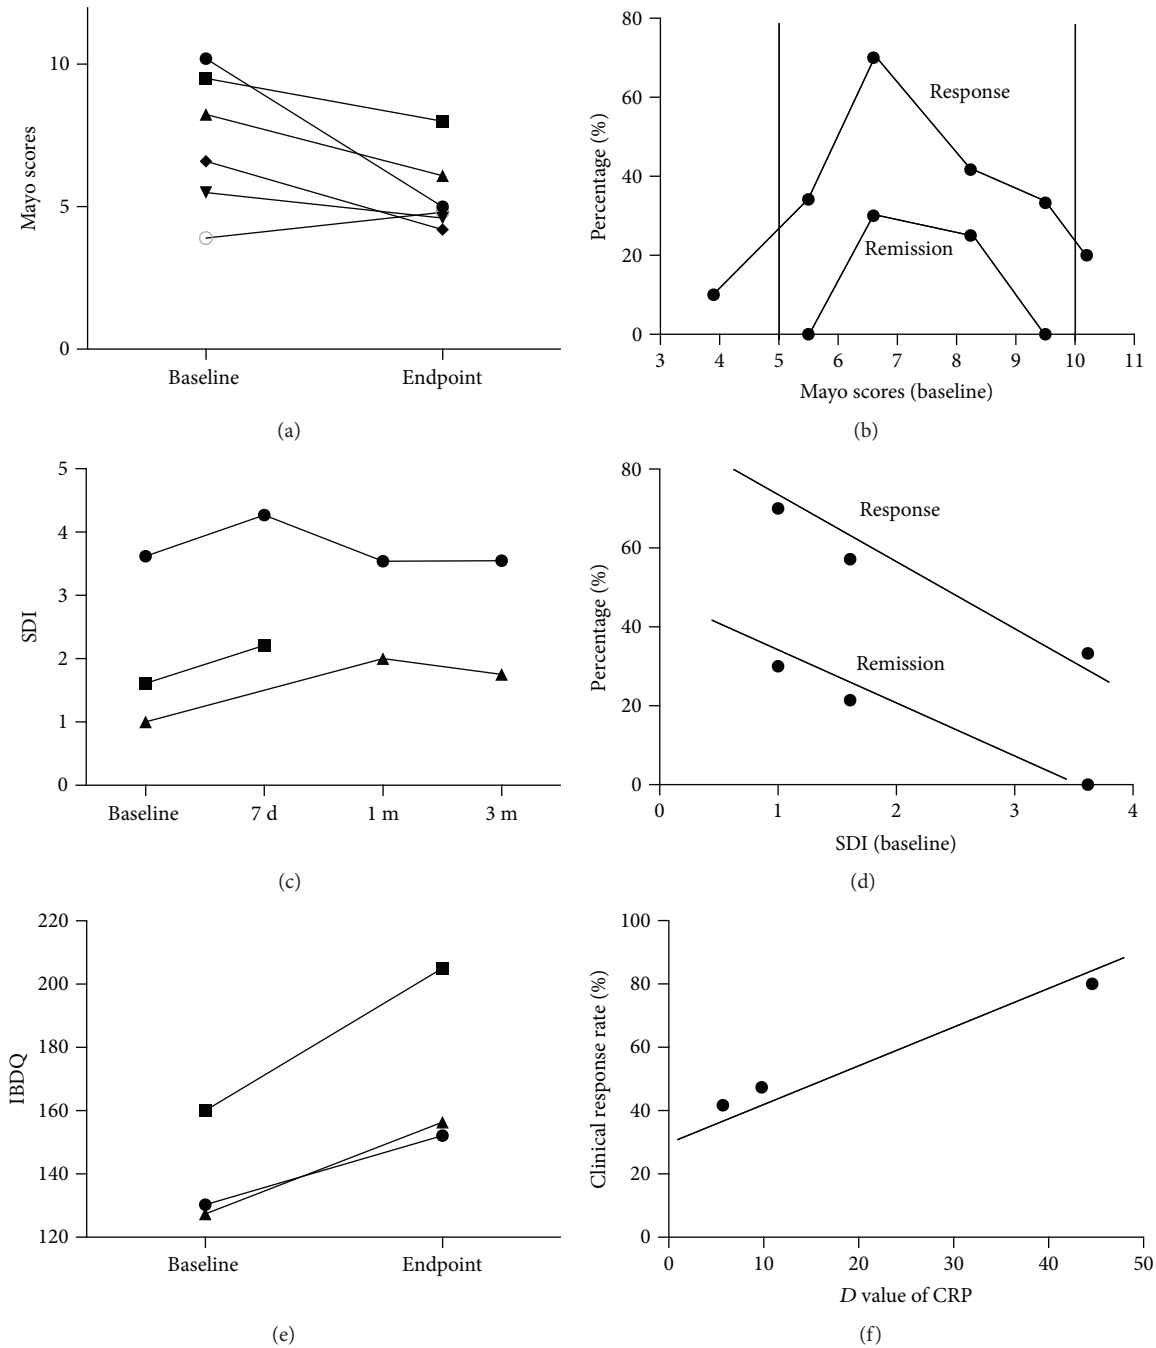 10
5
0
Mayo scores
Baseline
Endpoint
(a)
80
60
40
20
0
Percentage (%)
Response
Remission
3
4
5
6
7
8
9
10
11
Mayo scores (baseline)
(b)
5
4
3
2
1
0
SDI
Baseline
7 d
1 m
3 m
(c)
80
60
40
20
0
Percentage (%)
Response
Remission
0
1
2
3
4
SDI (baseline)
(d)
220
200
180
160
140
120
IBDQ
Baseline
Endpoint
(e)
100
80
60
40
20
0
Clinical response rate (%)
0
10
20
30
40
50
D value of CRP
(f)